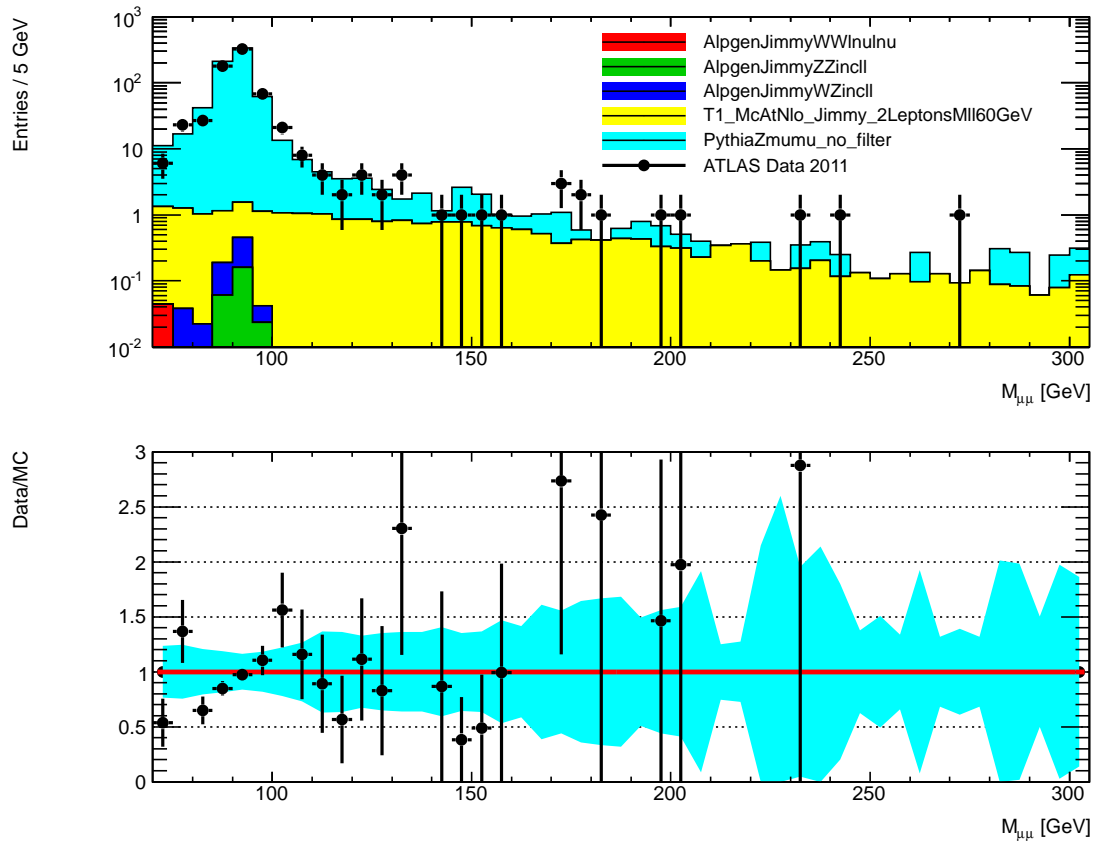 Entries / 5 GeV
10³
10²
10
1
10⁻¹
10⁻²
AlpgenJimmyWWlnulnu
AlpgenJimmyZZincll
AlpgenJimmyWZincll
T1_McAtNlo_Jimmy_2LeptonsMll60GeV
PythiaZmumu_no_filter
ATLAS Data 2011
100 150 200 250 300
Mμμ [GeV]
Data/MC
3
2.5
2
1.5
1
0.5
0
100 150 200 250 300
Mμμ [GeV]